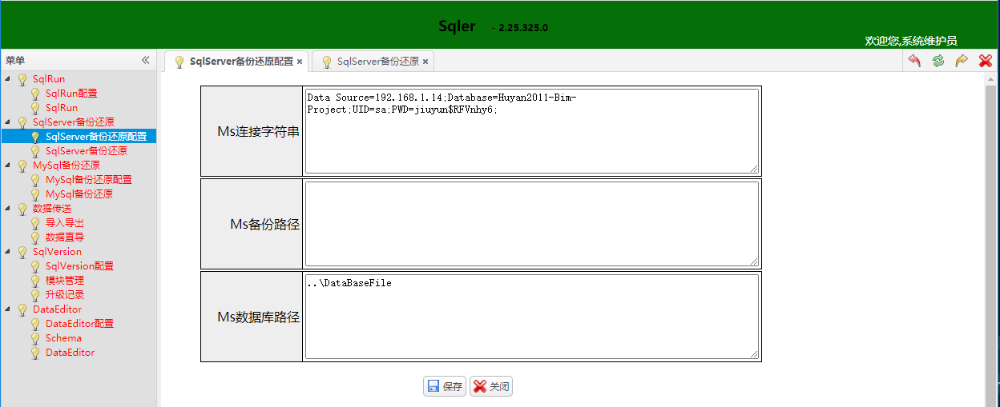 Sqler - 2.25.325.0
欢迎您,系统维护员
菜单
SqlRun
SqlRun配置
SqlRun
SqlServer备份还原
SqlServer备份还原配置
SqlServer备份还原
MySql备份还原
MySql备份还原配置
MySql备份还原
数据传送
导入导出
数据直导
SqlVersion
SqlVersion配置
模块管理
升级记录
DataEditor
DataEditor配置
Schema
DataEditor
SqlServer备份还原配置
SqlServer备份还原
Ms连接字符串
Data Source=192.168.1.14;Database=Huyan2011-Bim-
Project;UID=sa;PWD=jiuyun$RFVnhy6;
Ms备份路径
Ms数据库路径
..\DataBaseFile
保存
关闭